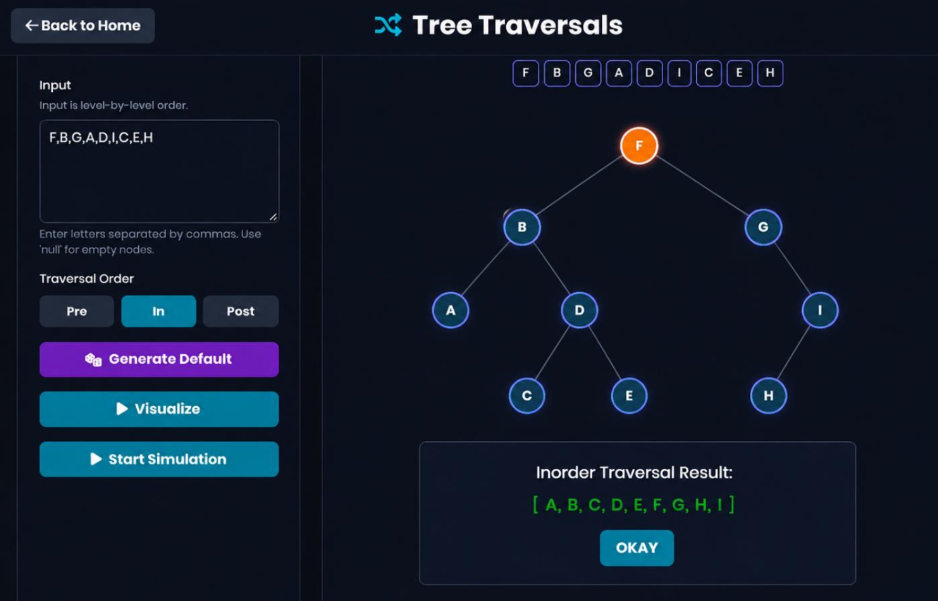 ← Back to Home
Tree Traversals
Input
Input is level-by-level order.
F,B,G,A,D,I,C,E,H
Enter letters separated by commas. Use
'null' for empty nodes.
Traversal Order
Pre In Post
Generate Default
Visualize
Start Simulation
F B G A D I C E H
F
B G
A D I
C E H
Inorder Traversal Result:
[ A, B, C, D, E, F, G, H, I ]
OKAY